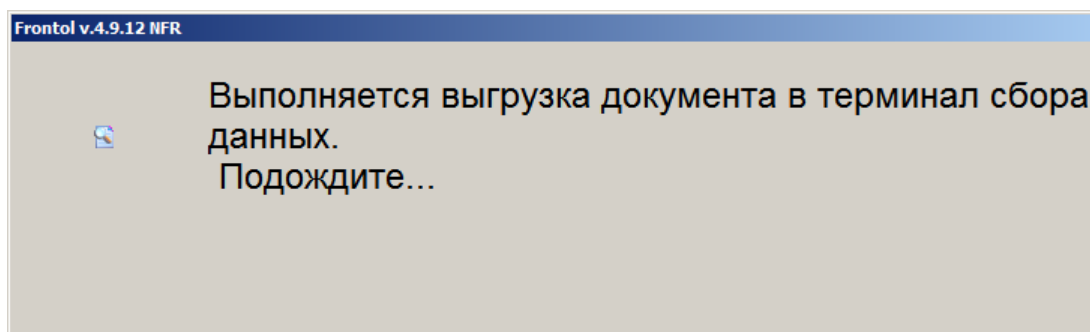 Frontol v.4.9.12 NFR
Выполняется выгрузка документа в терминал сбора
данных.
Подождите...